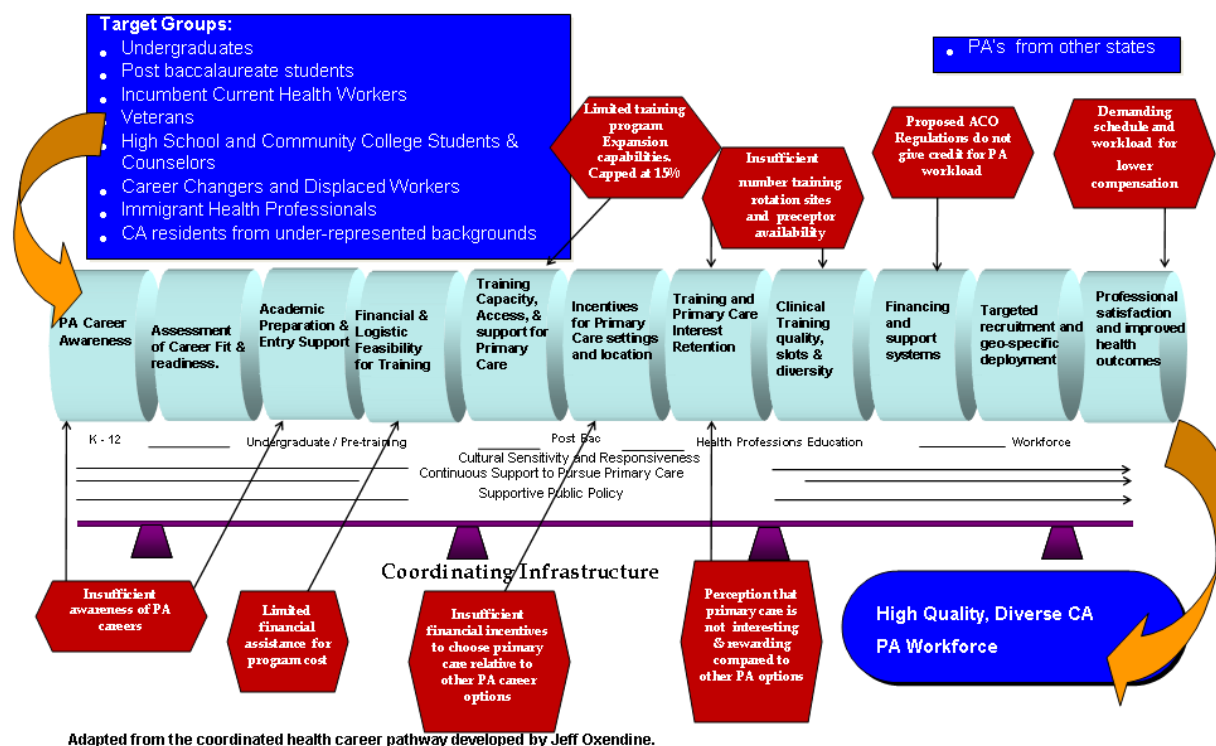 Target Groups:
Undergraduates
Post baccalaureate students
Incumbent Current Health Workers
Veterans
High School and Community College Students &
Counselors
Career Changers and Displaced Workers
Immigrant Health Professionals
CA residents from under-represented backgrounds
PA's from other states
Limited training
program
Expansion
capabilities.
Capped at 15%
Insufficient
number training
rotation sites
and preceptor
availability
Proposed ACO
Regulations do not
give credit for PA
workload
Demanding
schedule and
workload for
lower
compensation
PA Career
Awareness
Assessment
of Career Fit &
readiness.
Academic
Preparation &
Entry Support
Financial &
Logistic
Feasibility
for Training
Training
Capacity,
Access, &
support for
Primary
Care
Incentives
for Primary
Care settings
and location
Training and
Primary Care
Interest
Retention
Clinical
Training
quality,
slots &
diversity
Financing
and
support
systems
Targeted
recruitment and
geo-specific
deployment
Professional
satisfaction
and improved
health
outcomes
K - 12
Undergraduate / Pre-training
Post Bac
Health Professions Education
Workforce
Cultural Sensitivity and Responsiveness
Continuous Support to Pursue Primary Care
Supportive Public Policy
Coordinating Infrastructure
Insufficient
awareness of PA
careers
Limited
financial
assistance for
program cost
Insufficient
financial incentives
to choose primary
care relative to
other PA career
options
Perception that
primary care is
not interesting
& rewarding
compared to
other PA options
High Quality, Diverse CA
PA Workforce
Adapted from the coordinated health career pathway developed by Jeff Oxendine.